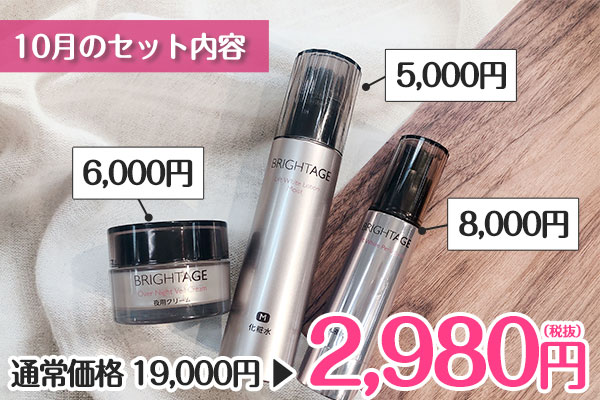 10月のセット内容
5,000円
6,000円
8,000円
BRIGHTAGE
夜用クリーム
BRIGHTAGE
M
化粧水
BRIGHTAGE
通常価格 19,000円 ▶ 2,980円
(税抜)